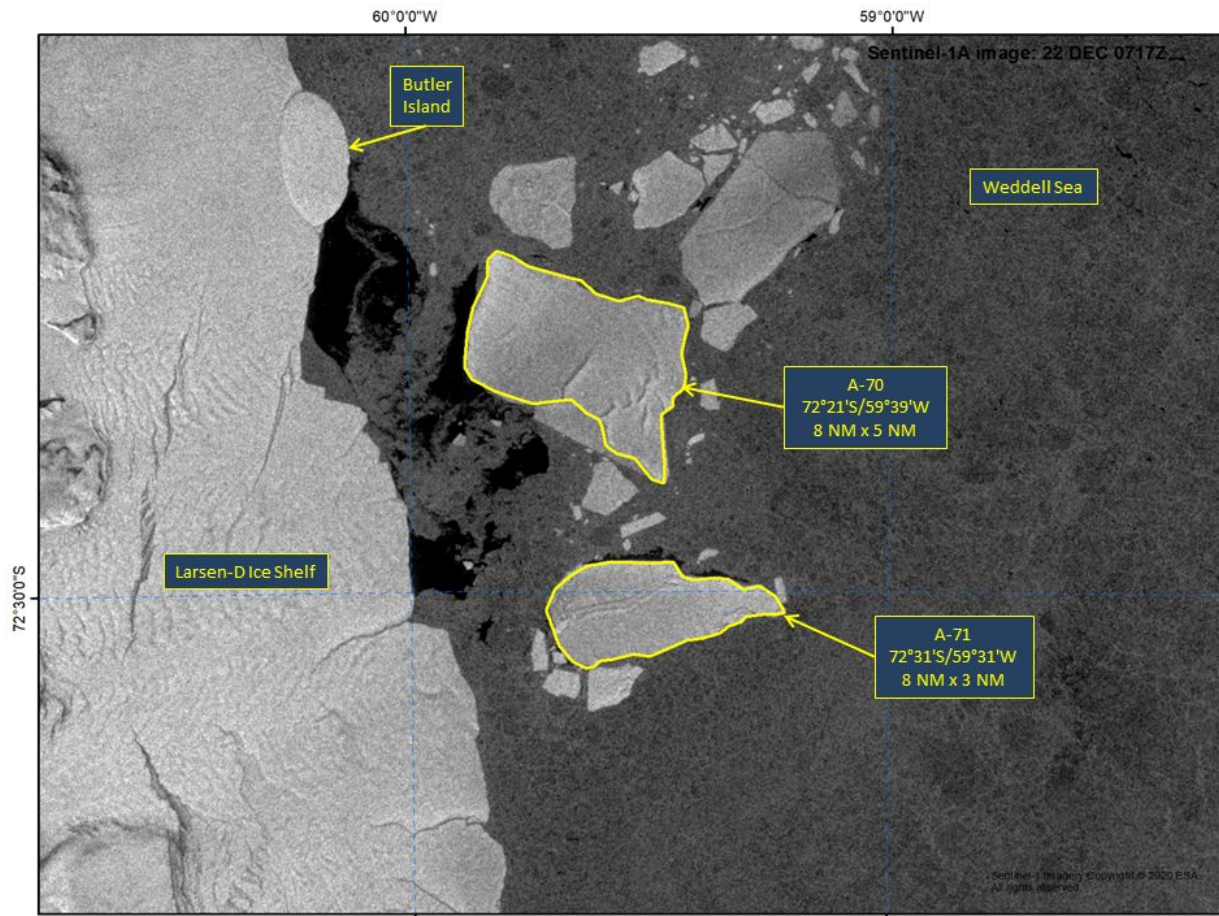 60°0'0"W
59°0'0"W
Sentinel-1A image: 22 DEC 0717Z
Butler
Island
Weddell Sea
A-70
72°21'S/59°39'W
8 NM x 5 NM
Larsen-D Ice Shelf
72°30'0"S
A-71
72°31'S/59°31'W
8 NM x 3 NM
Sentinel-1 Imagery Copyright © 2020 ESA
All rights reserved.